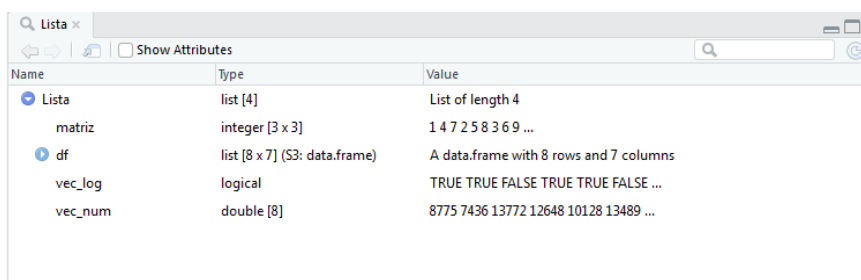 Lista
Show Attributes
Name Type Value
Lista list [4] List of length 4
matriz integer [3 x 3] 1 4 7 2 5 8 3 6 9 ...
df list [8 x 7] (S3: data.frame) A data.frame with 8 rows and 7 columns
vec_log logical TRUE TRUE FALSE TRUE TRUE FALSE ...
vec_num double [8] 8775 7436 13772 12648 10128 13489 ...